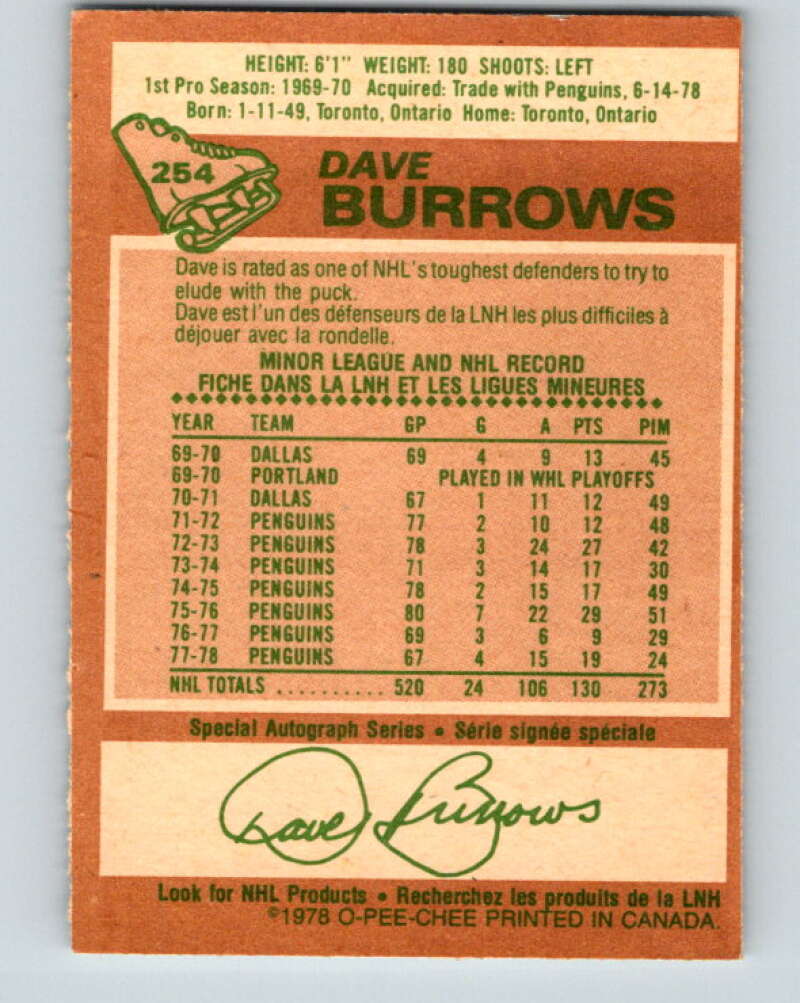 HEIGHT: 6'1" WEIGHT: 180 SHOOTS: LEFT
1st Pro Season: 1969-70 Acquired: Trade with Penguins, 6-14-78
Born: 1-11-49, Toronto, Ontario Home: Toronto, Ontario
254
DAVE
BURROWS
Dave is rated as one of NHL's toughest defenders to try to
elude with the puck.
Dave est l'un des défenseurs de la LNH les plus difficiles à
déjouer avec la rondelle.
MINOR LEAGUE AND NHL RECORD
FICHE DANS LA LNH ET LES LIGUES MINEURES
YEAR TEAM GP G A PTS PIM
69-70 DALLAS 69 4 9 13 45
69-70 PORTLAND PLAYED IN WHL PLAYOFFS
70-71 DALLAS 67 1 11 12 49
71-72 PENGUINS 77 2 10 12 48
72-73 PENGUINS 78 3 24 27 42
73-74 PENGUINS 71 3 14 17 30
74-75 PENGUINS 78 2 15 17 49
75-76 PENGUINS 80 7 22 29 51
76-77 PENGUINS 69 3 6 9 29
77-78 PENGUINS 67 4 15 19 24
NHL TOTALS .......... 520 24 106 130 273
Special Autograph Series • Série signée spéciale
Dave Burrows
Look for NHL Products • Recherchez les produits de la LNH
©1978 O-PEE-CHEE PRINTED IN CANADA.